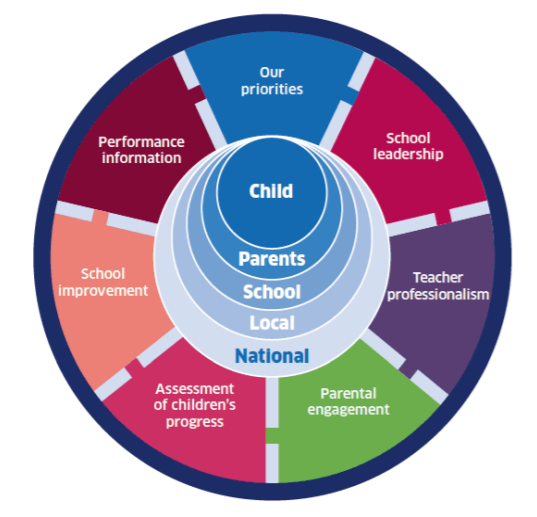 Our
priorities
School
leadership
Teacher
professionalism
Parental
engagement
Assessment
of children's
progress
School
improvement
Performance
information
Child
Parents
School
Local
National